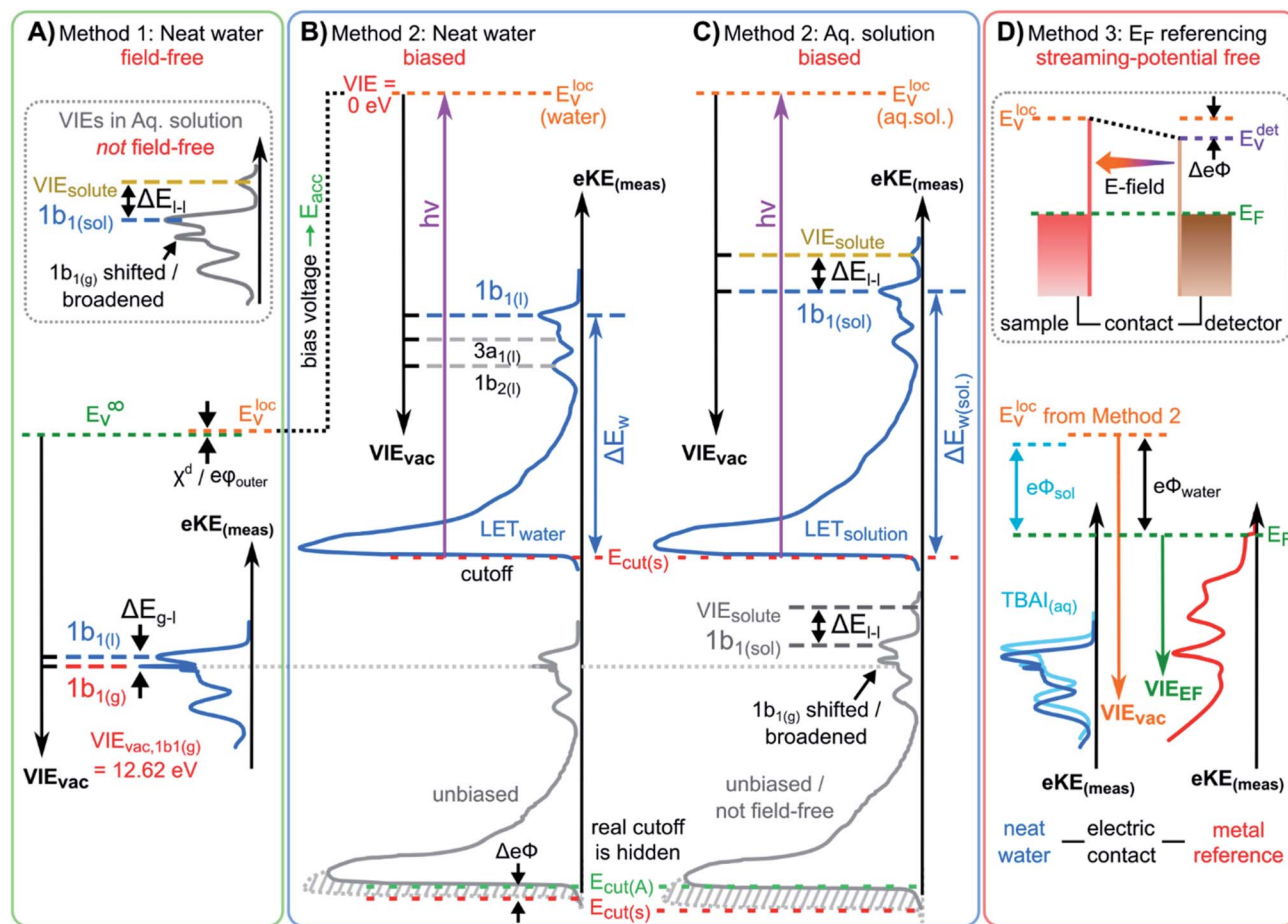 A) Method 1: Neat water
field-free
VIEs in Aq. solution
not field-free
VIEsolute
ΔEl-l
1b1(sol)
1b1(g) shifted /
broadened
Ev∞
Evloc
χd / eφouter
eKE(meas)
ΔEg-l
1b1(l)
1b1(g)
VIEvac,1b1(g)
= 12.62 eV
VIEvac
B) Method 2: Neat water
biased
VIE =
0 eV
Evloc
(water)
bias voltage → Eacc
hν
eKE(meas)
1b1(l)
3a1(l)
1b2(l)
VIEvac
ΔEw
LETwater
cutoff
Ecut(s)
unbiased
real cutoff
is hidden
ΔeΦ
Ecut(A)
Ecut(s)
C) Method 2: Aq. solution
biased
Evloc
(aq.sol.)
hν
eKE(meas)
VIEsolute
ΔEl-l
1b1(sol)
VIEvac
ΔEw(sol.)
LETsolution
VIEsolute
ΔEl-l
1b1(sol)
1b1(g) shifted /
broadened
unbiased /
not field-free
D) Method 3: EF referencing
streaming-potential free
Evloc
Evdet
E-field
ΔeΦ
EF
sample
contact
detector
Evloc from Method 2
eΦsol
eΦwater
EF
TBAI(aq)
VIEvac
VIEEF
eKE(meas)
eKE(meas)
neat
water
electric
contact
metal
reference